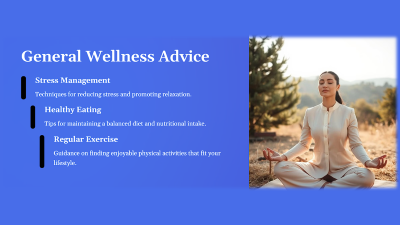 General Wellness Advice
Stress Management
Techniques for reducing stress and promoting relaxation.
Healthy Eating
Tips for maintaining a balanced diet and nutritional intake.
Regular Exercise
Guidance on finding enjoyable physical activities that fit your
lifestyle.